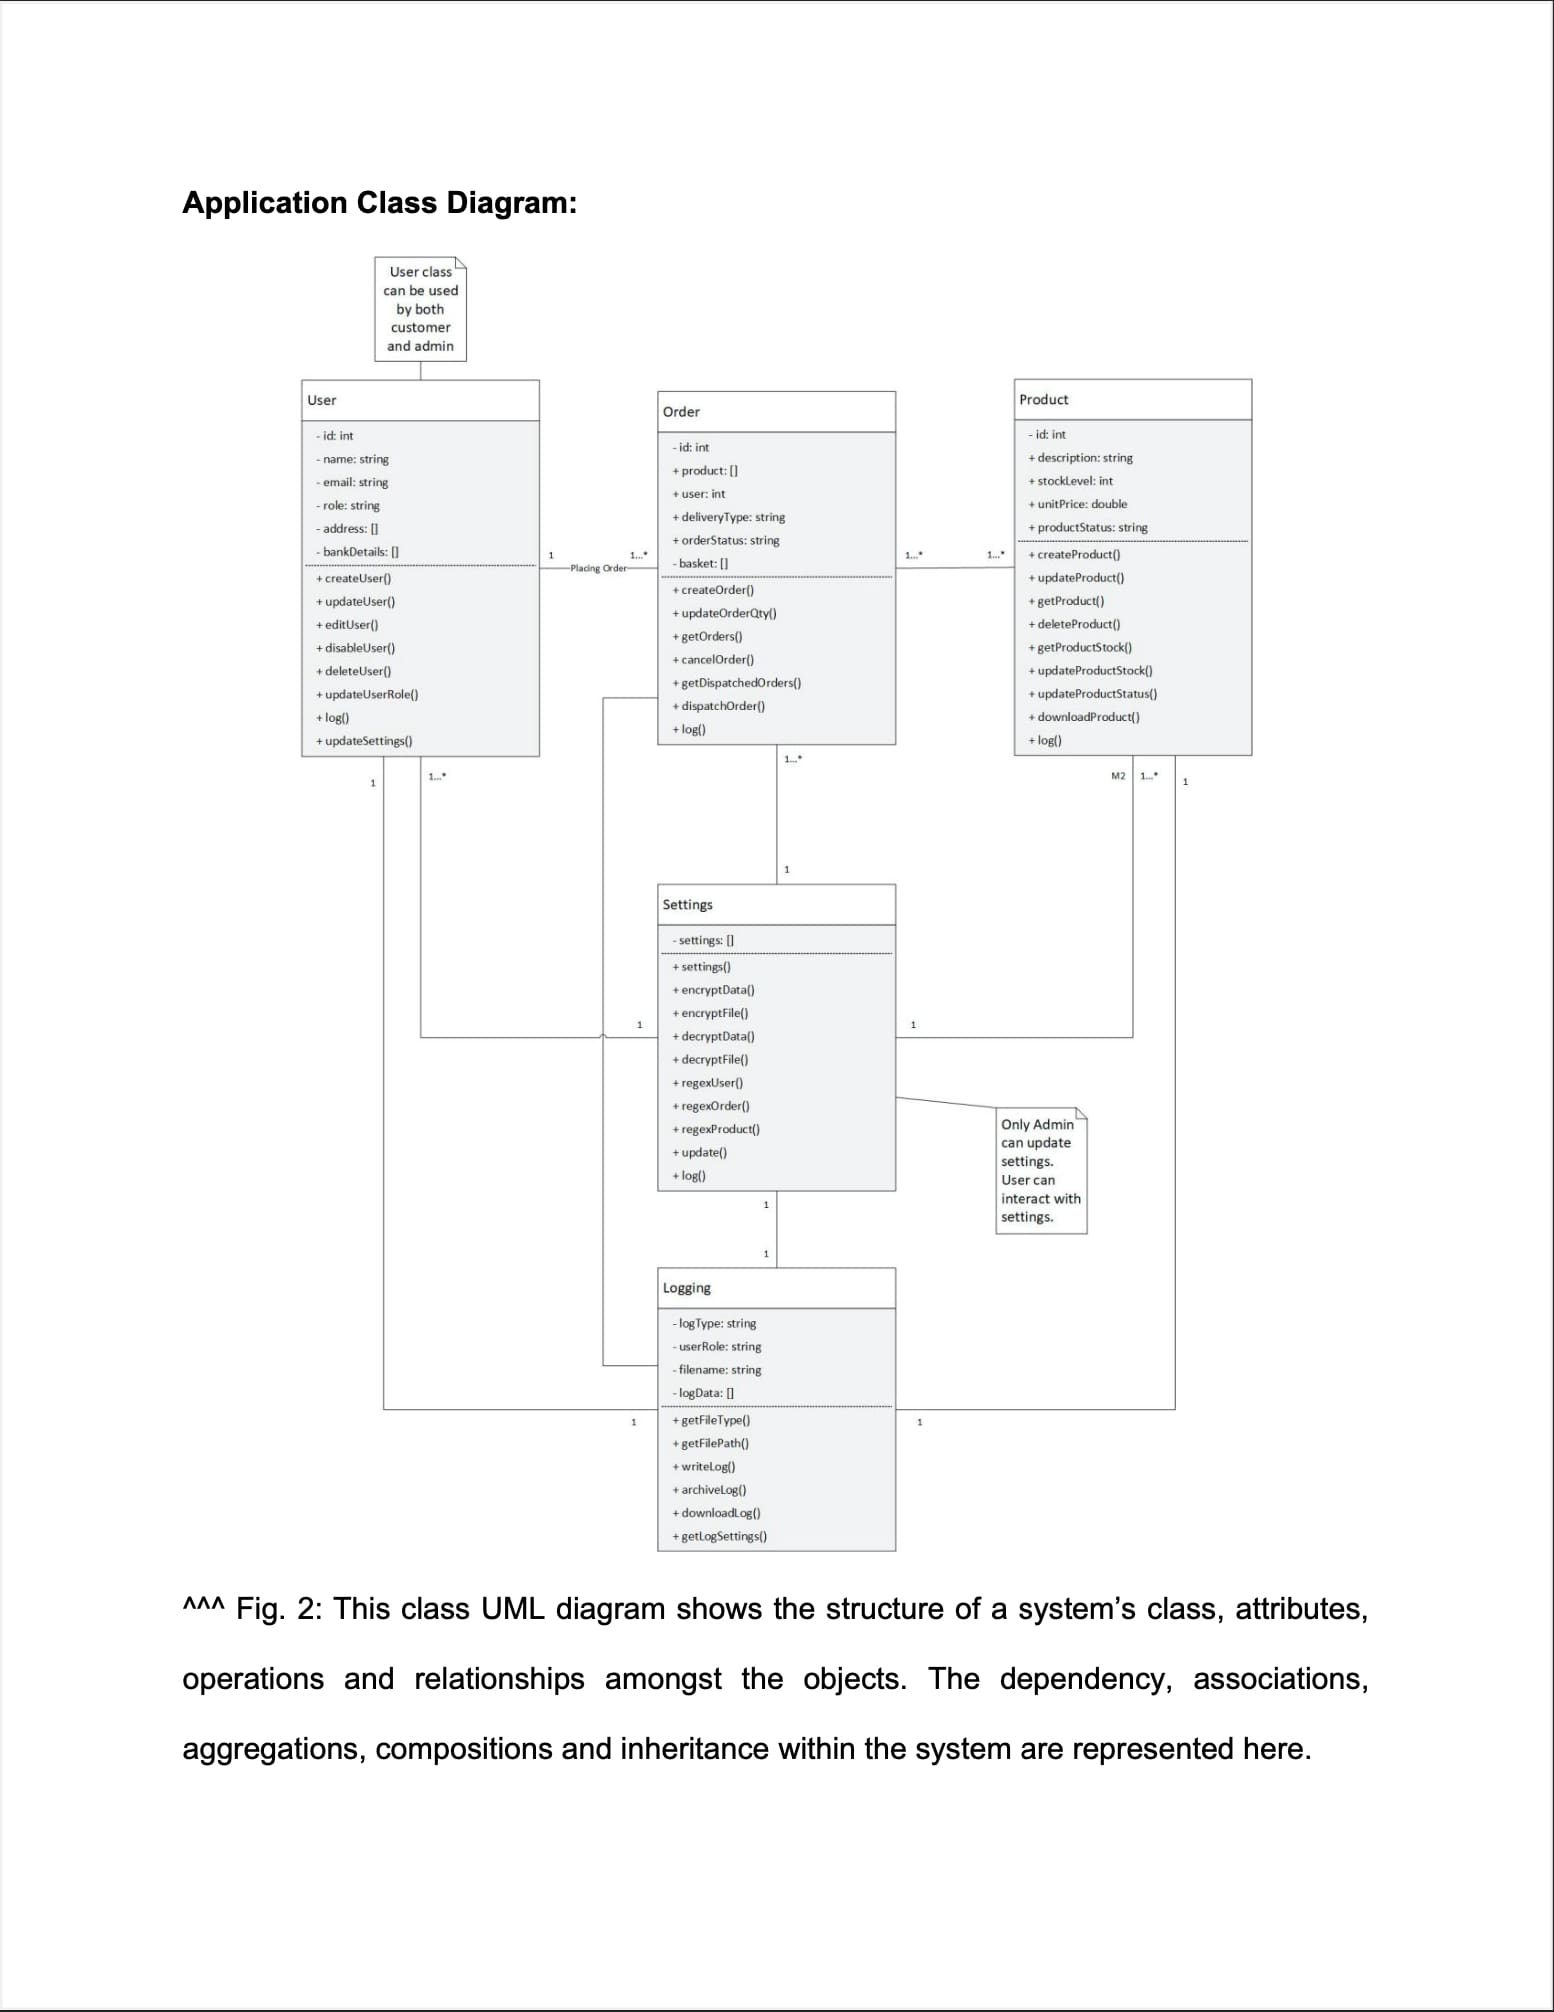 Application Class Diagram:
User class
can be used
by both
customer
and admin
User
- id: int
- name: string
- email: string
- role: string
- address: []
- bankDetails: []
+ createUser()
+ updateUser()
+ editUser()
+ disableUser()
+ deleteUser()
+ updateUserRole()
+ log()
+ updateSettings()
1
Placing Order
1...*
Order
- id: int
+ product: []
+ user: int
+ deliveryType: string
+ orderStatus: string
- basket: []
+ createOrder()
+ updateOrderQty()
+ getOrders()
+ cancelOrder()
+ getDispatchedOrders()
+ dispatchOrder()
+ log()
1...*
1...*
Product
- id: int
+ description: string
+ stockLevel: int
+ unitPrice: double
+ productStatus: string
+ createProduct()
+ updateProduct()
+ getProduct()
+ deleteProduct()
+ getProductStock()
+ updateProductStock()
+ updateProductStatus()
+ downloadProduct()
+ log()
1
1...*
1...*
M2
1...*
1
1
Settings
- settings: []
+ settings()
+ encryptData()
+ encryptFile()
+ decryptData()
+ decryptFile()
+ regexUser()
+ regexOrder()
+ regexProduct()
+ update()
+ log()
1
1
Only Admin
can update
settings.
User can
interact with
settings.
1
1
Logging
- logType: string
- userRole: string
- filename: string
- logData: []
+ getFileType()
+ getFilePath()
+ writeLog()
+ archiveLog()
+ downloadLog()
+ getLogSettings()
1
1
^^^ Fig. 2: This class UML diagram shows the structure of a system’s class, attributes,
operations and relationships amongst the objects. The dependency, associations,
aggregations, compositions and inheritance within the system are represented here.